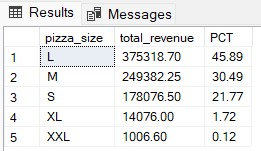 Results Messages
pizza_size total_revenue PCT
1 L 375318.70 45.89
2 M 249382.25 30.49
3 S 178076.50 21.77
4 XL 14076.00 1.72
5 XXL 1006.60 0.12